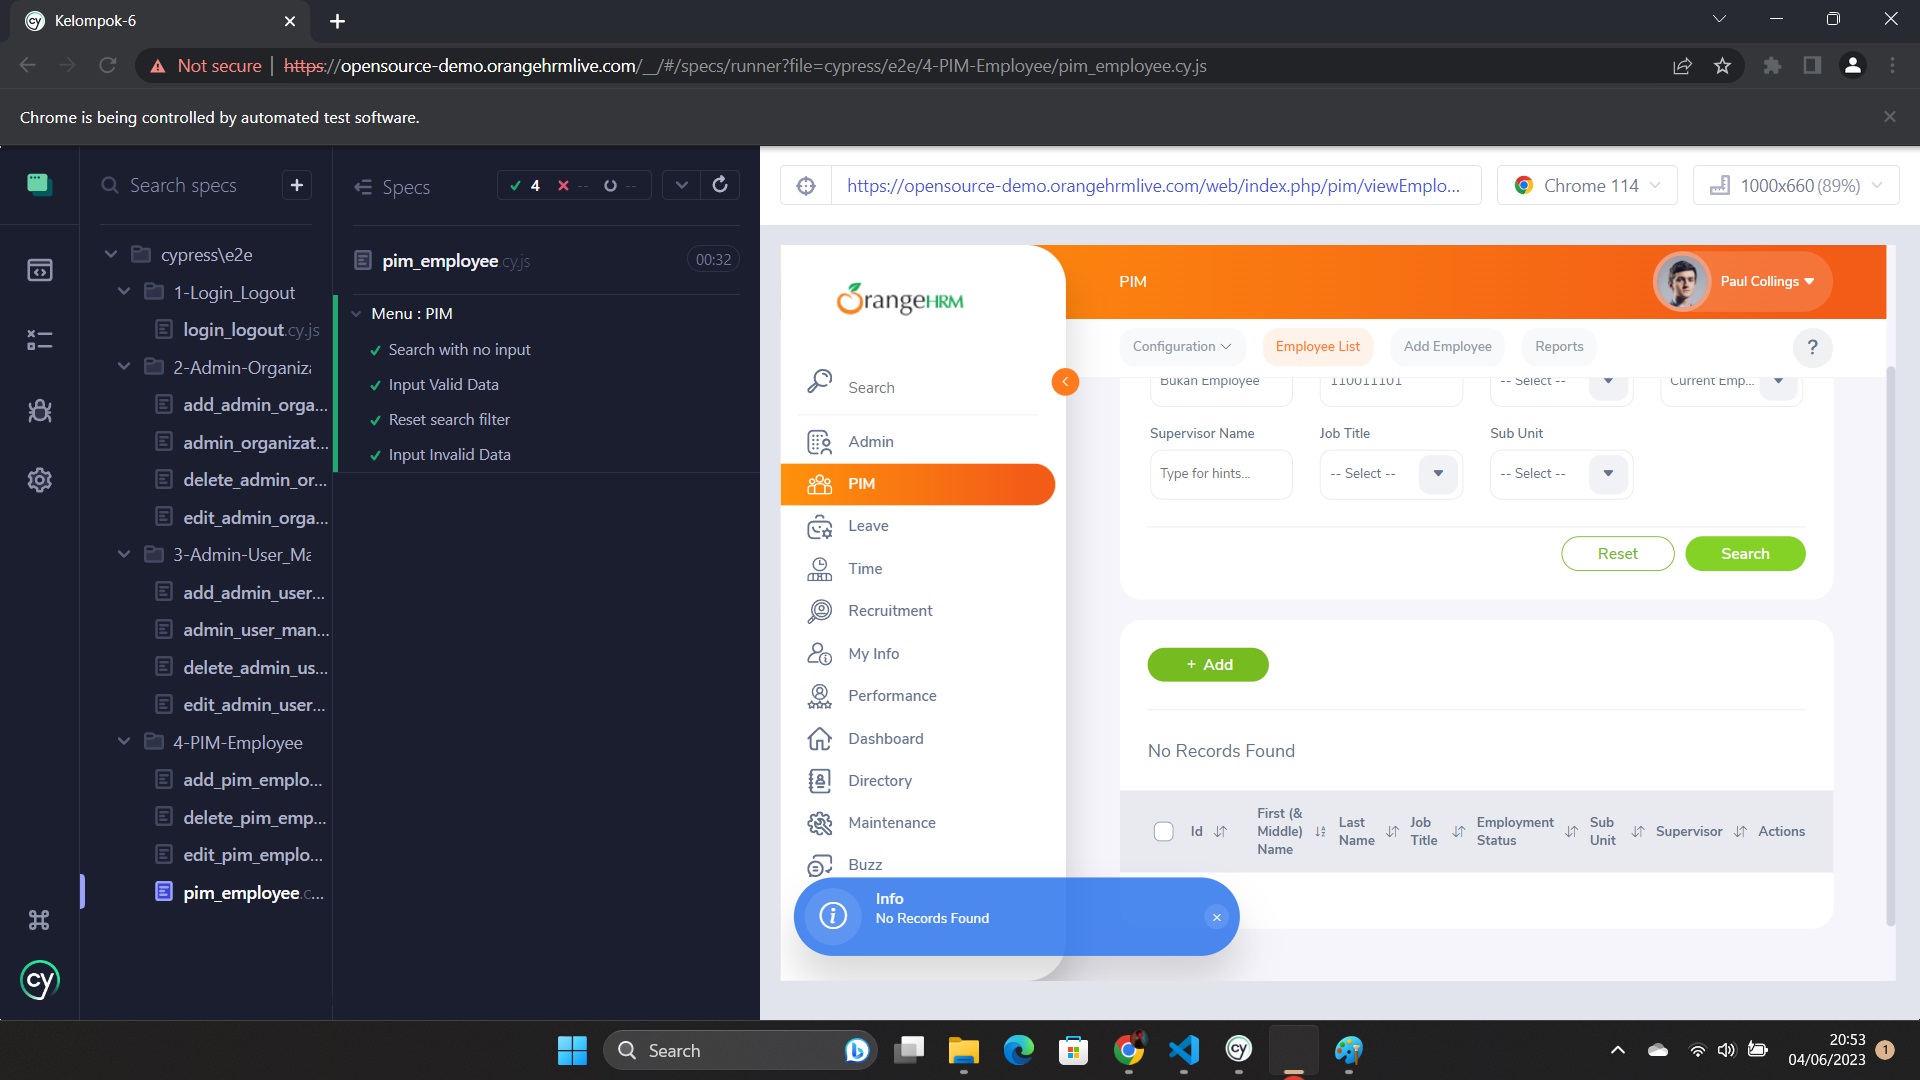 Kelompok-6
Not secure
https://opensource-demo.orangehrmlive.com/__/#/specs/runner?file=cypress/e2e/4-PIM-Employee/pim_employee.cy.js
Chrome is being controlled by automated test software.
Search specs
cypress\e2e
1-Login_Logout
login_logout.cy.js
2-Admin-Organiza
add_admin_orga...
admin_organizat...
delete_admin_or...
edit_admin_orga...
3-Admin-User_Ma
add_admin_user...
admin_user_man...
delete_admin_us...
edit_admin_user...
4-PIM-Employee
add_pim_emplo...
delete_pim_emp...
edit_pim_emplo...
pim_employee.c...
cy
Specs
4 -- --
pim_employee.cy.js 00:32
Menu : PIM
Search with no input
Input Valid Data
Reset search filter
Input Invalid Data
https://opensource-demo.orangehrmlive.com/web/index.php/pim/viewEmplo...
Chrome 114
1000x660 (89%)
OrangeHRM
Search
Admin
PIM
Leave
Time
Recruitment
My Info
Performance
Dashboard
Directory
Maintenance
Buzz
PIM
Paul Collings
Configuration
Employee List
Add Employee
Reports
?
Bukan Employee
110011101
-- Select --
Current Emp...
Supervisor Name
Job Title
Sub Unit
Type for hints...
-- Select --
-- Select --
Reset
Search
+ Add
No Records Found
Id
First (& Middle) Name
Last Name
Job Title
Employment Status
Sub Unit
Supervisor
Actions
Info
No Records Found
Search
20:53
04/06/2023
1